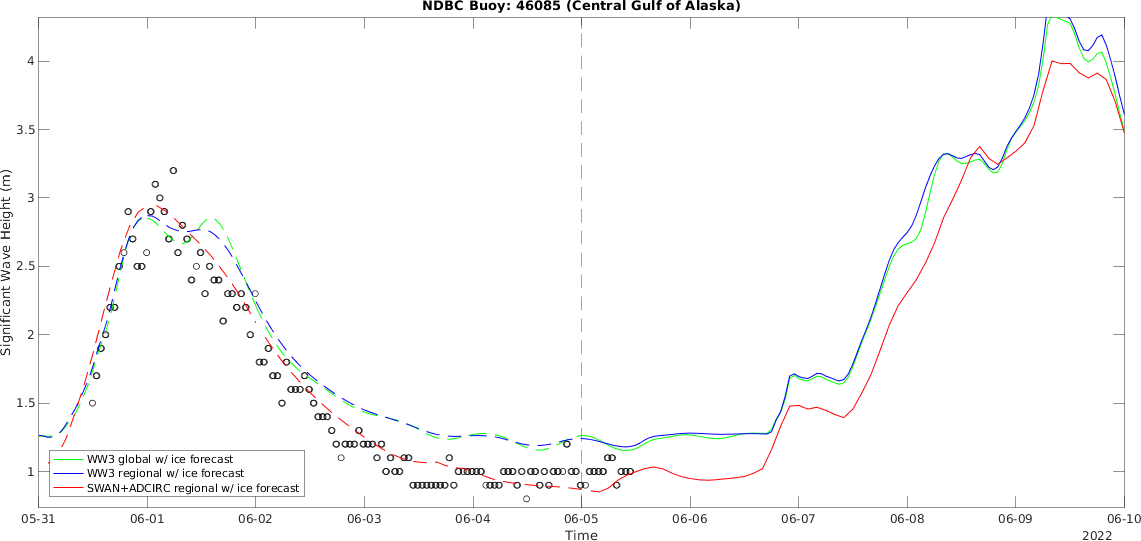 NDBC Buoy: 46085 (Central Gulf of Alaska)
Significant Wave Height (m)
4
3.5
3
2.5
2
1.5
1
WW3 global w/ ice forecast
WW3 regional w/ ice forecast
SWAN+ADCIRC regional w/ ice forecast
05-31 06-01 06-02 06-03 06-04 06-05 06-06 06-07 06-08 06-09 06-10
Time
2022